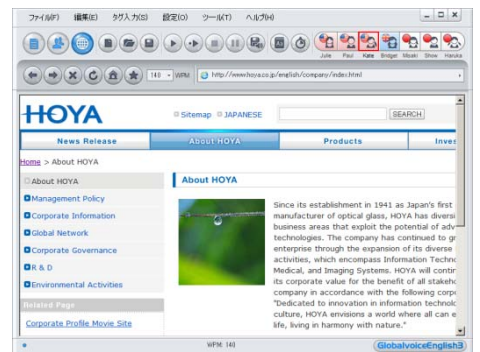 ファイル(F) 編集(E) タグ入力(S) 設定(O) ツール(T) ヘルプ(H)
Julie Paul Kate Bridget Misaki Show Haruka
140 WPM http://www.hoya.co.jp/english/company/index.html
HOYA
Sitemap JAPANESE SEARCH
News Release About HOYA Products Inves
Home > About HOYA
About HOYA
Management Policy
Corporate Information
Global Network
Corporate Governance
R & D
Environmental Activities
Related Page
Corporate Profile Movie Site
About HOYA
Since its establishment in 1941 as Japan's first
manufacturer of optical glass, HOYA has diversi
business areas that exploit the potential of adv
technologies. The company has continued to gr
enterprise through the expansion of its diverse
activities, which encompass Information Techno
Medical, and Imaging Systems. HOYA will contin
its corporate value for the benefit of all stakeho
company in accordance with the following corpo
"Dedicated to innovation in information technolo
culture, HOYA envisions a world where all can e
life, living in harmony with nature."
WPM: 140
GlobalvoiceEnglish3